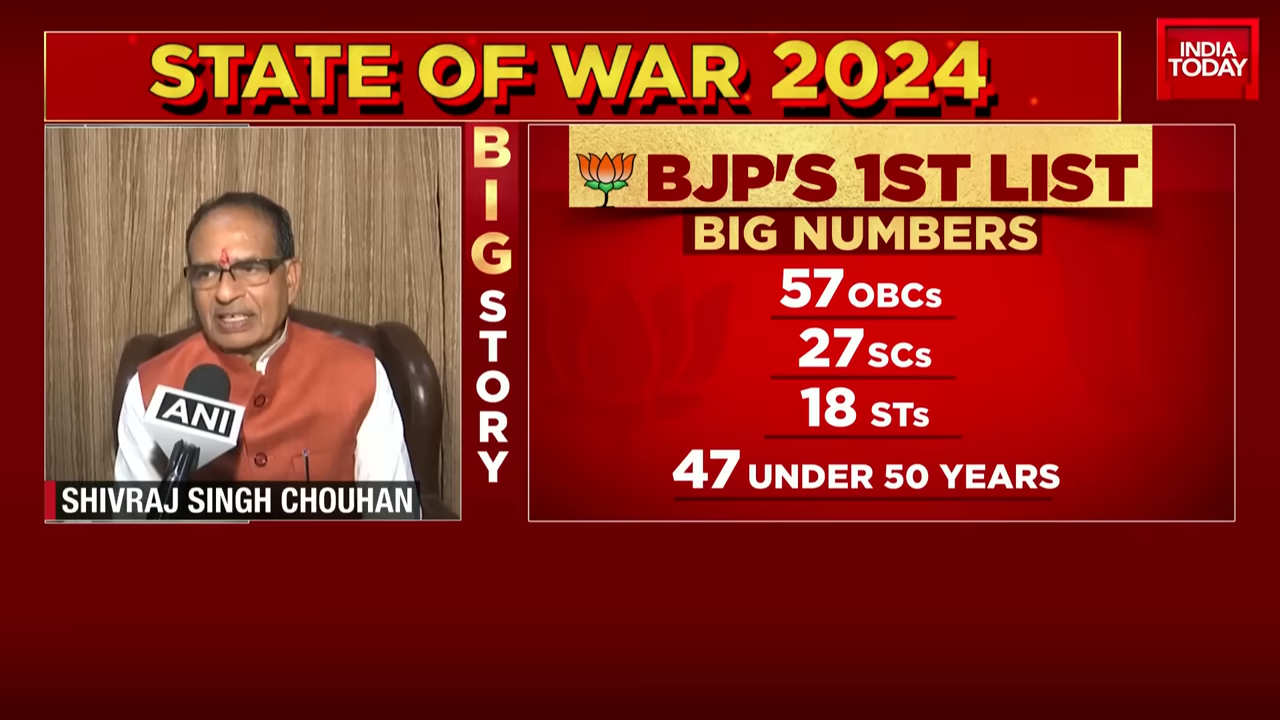 STATE OF WAR 2024
INDIA
TODAY
BIG
STORY
ANI
SHIVRAJ SINGH CHOUHAN
BJP'S 1ST LIST
BIG NUMBERS
57 OBCs
27 SCs
18 STs
47 UNDER 50 YEARS